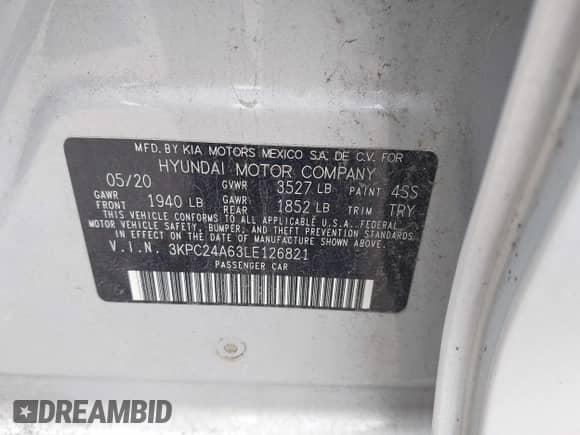 MFD. BY KIA MOTORS MEXICO S.A. DE C.V. FOR
HYUNDAI MOTOR COMPANY
05/20 GVWR 3527 LB PAINT 4SS
GAWR FRONT 1940 LB GAWR REAR 1852 LB TRIM TRY
THIS VEHICLE CONFORMS TO ALL APPLICABLE U.S.A. FEDERAL
MOTOR VEHICLE SAFETY, BUMPER, AND THEFT PREVENTION STANDARDS
IN EFFECT ON THE DATE OF MANUFACTURE SHOWN ABOVE.
V.I.N. 3KPC24A63LE126821
PASSENGER CAR
DREAMBID